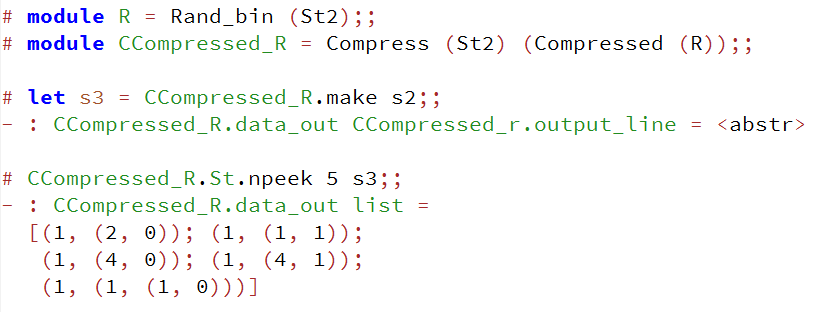 # module R = Rand_bin (St2);;
# module CCompressed_R = Compress (St2) (Compressed (R));;
# let s3 = CCompressed_R.make s2;;
- : CCompressed_R.data_out CCompressed_r.output_line = <abstr>
# CCompressed_R.St.npeek 5 s3;;
- : CCompressed_R.data_out list =
[(1, (2, 0)); (1, (1, 1));
(1, (4, 0)); (1, (4, 1));
(1, (1, (1, 0)))]